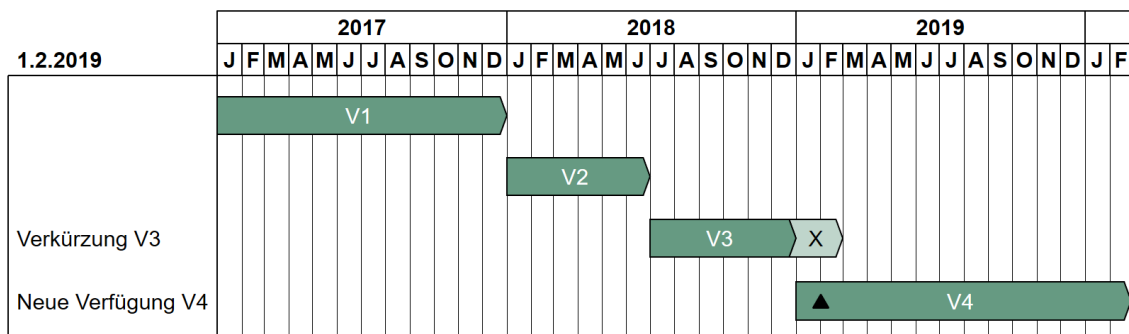 2017 2018 2019
1.2.2019 J F M A M J J A S O N D J F M A M J J A S O N D J F M A M J J A S O N D J F
V1
V2
Verkürzung V3 V3 X
Neue Verfügung V4 V4